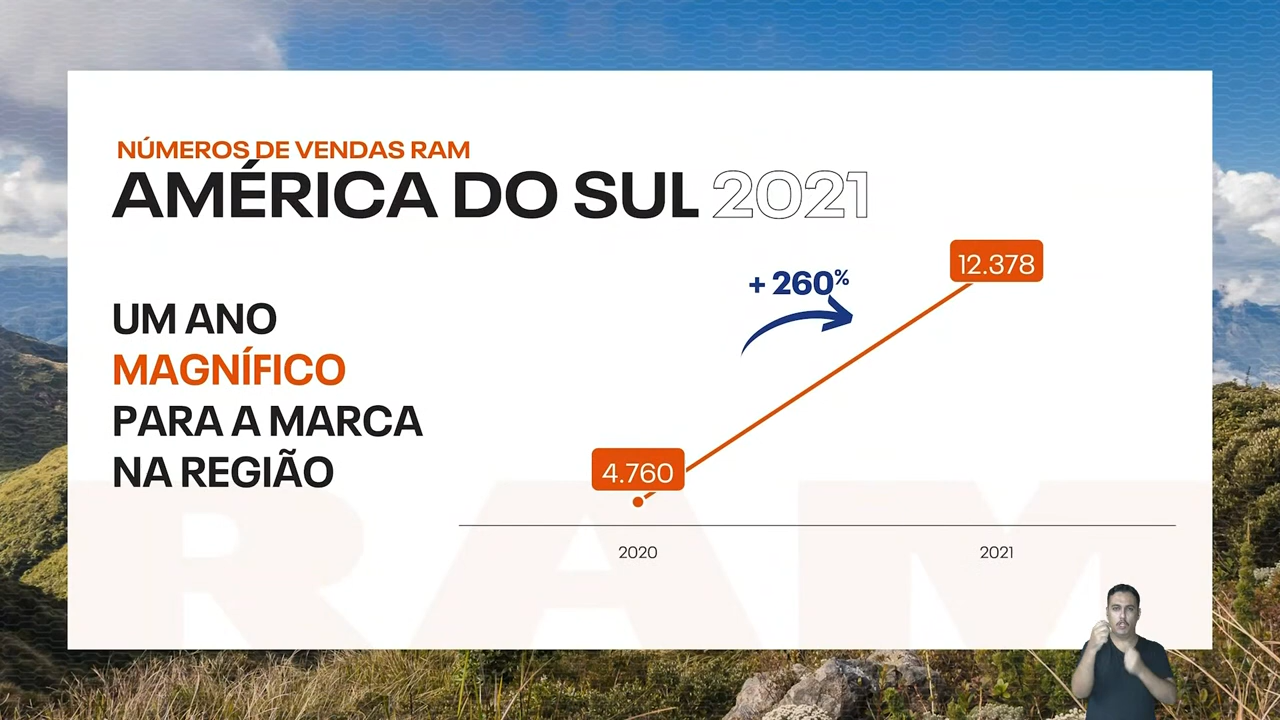 NÚMEROS DE VENDAS RAM
AMÉRICA DO SUL 2021
UM ANO
MAGNÍFICO
PARA A MARCA
NA REGIÃO
+ 260%
12.378
4.760
2020
2021
RAM